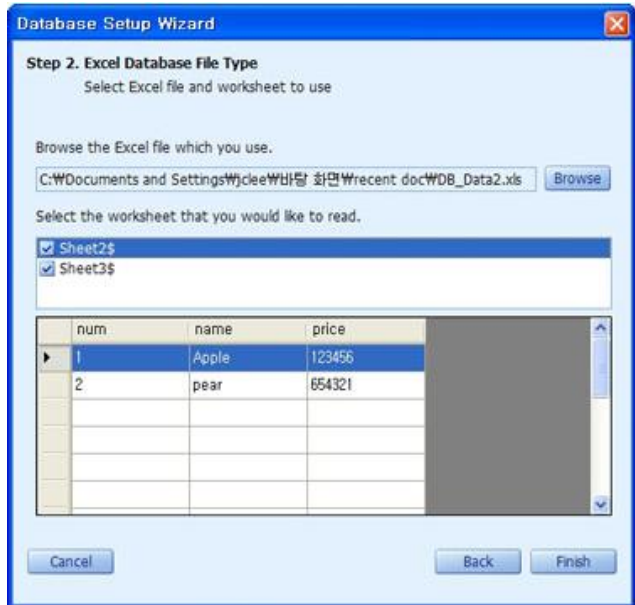 Database Setup Wizard
Step 2. Excel Database File Type
Select Excel file and worksheet to use
Browse the Excel file which you use.
C:₩Documents and Settings₩jclee₩바탕 화면₩recent doc₩DB_Data2.xls Browse
Select the worksheet that you would like to read.
Sheet2$
Sheet3$
num name price
1 Apple 123456
2 pear 654321
Cancel Back Finish